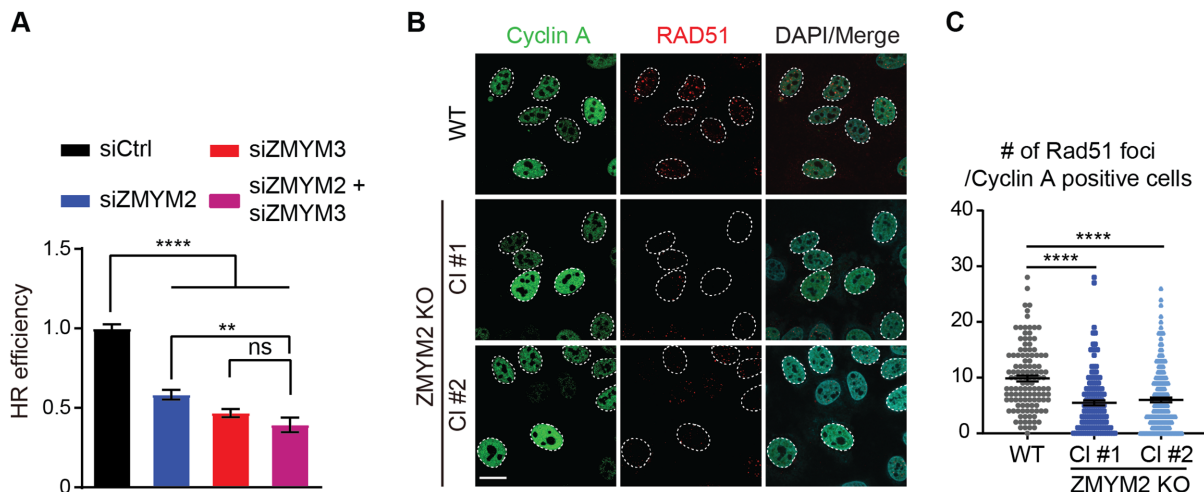 A
siCtrl
siZMYM3
siZMYM2
siZMYM2 +
siZMYM3
HR efficiency
1.5
1.0
0.5
0
****
**
ns
B
Cyclin A
RAD51
DAPI/Merge
WT
ZMYM2 KO
Cl #1
Cl #2
C
# of Rad51 foci
/Cyclin A positive cells
40
30
20
10
0
****
****
WT
Cl #1
Cl #2
ZMYM2 KO